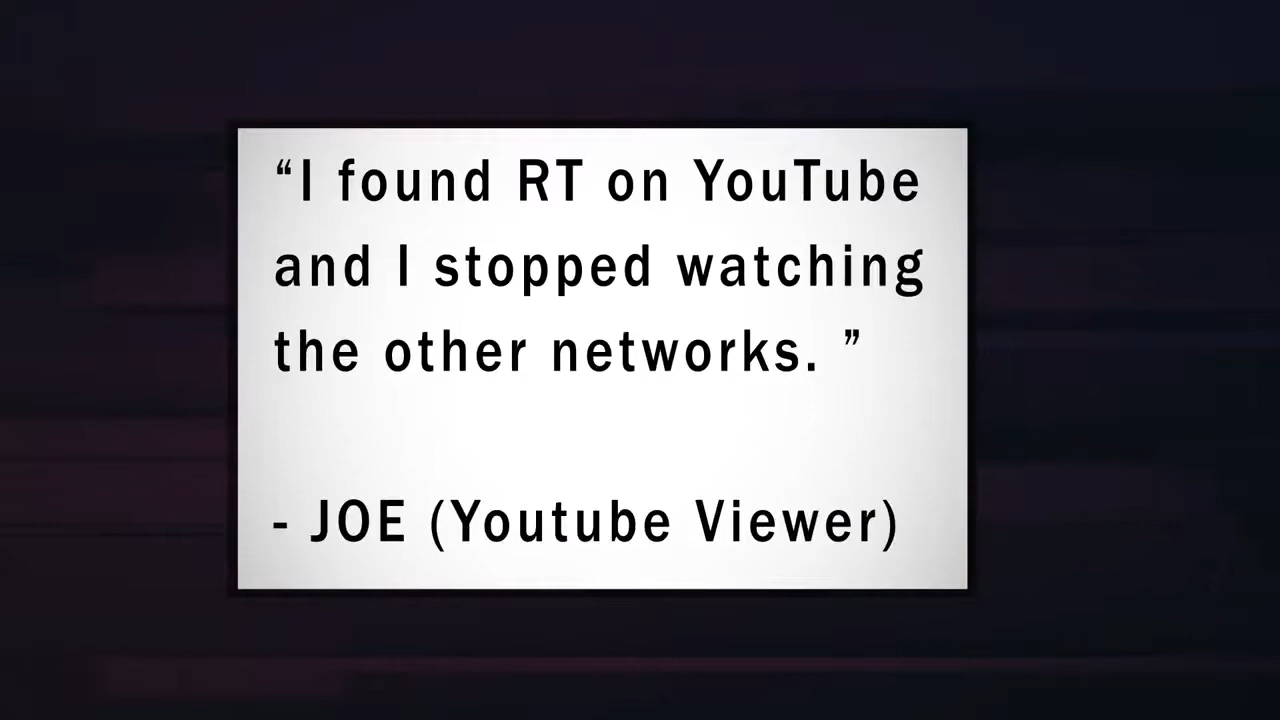 “I found RT on YouTube
and I stopped watching
the other networks. ”
- JOE (Youtube Viewer)